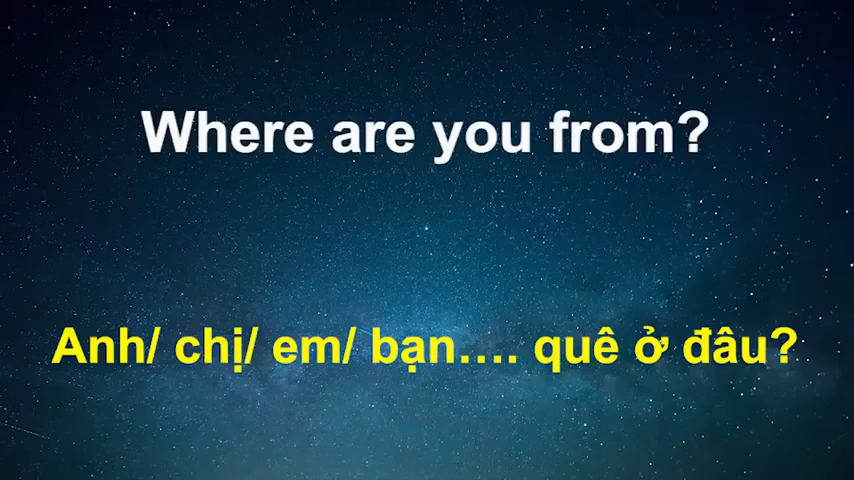 Where are you from?
Anh/ chị/ em/ bạn.... quê ở đâu?